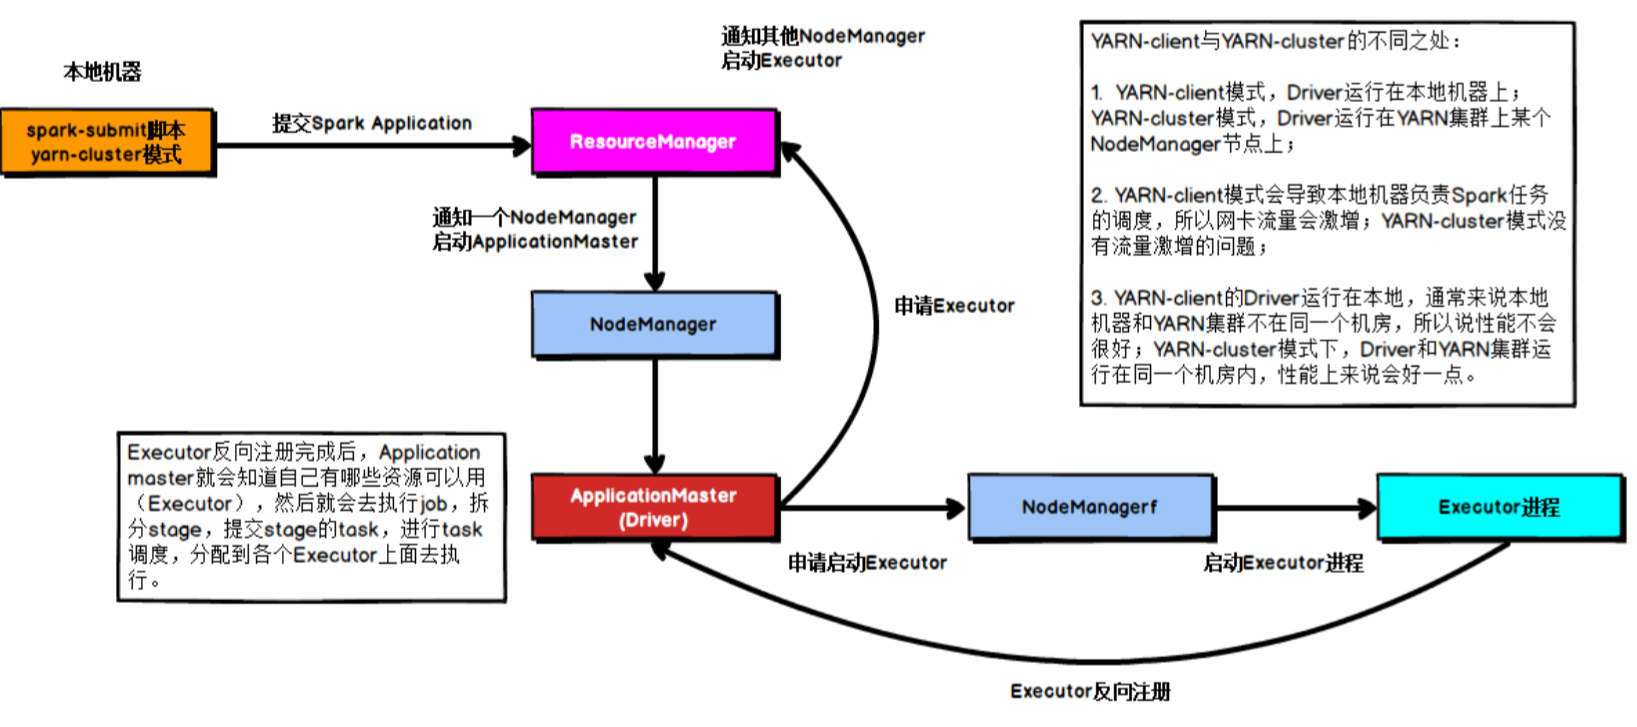 通知其他NodeManager
启动Executor
本地机器
spark-submit脚本
yarn-cluster模式
提交Spark Application
ResourceManager
通知一个NodeManager
启动ApplicationMaster
NodeManager
申请Executor
YARN-client与YARN-cluster的不同之处：
1. YARN-client模式，Driver运行在本地机器上；
YARN-cluster模式，Driver运行在YARN集群上某个
NodeManager节点上；
2. YARN-client模式会导致本地机器负责Spark任务
的调度，所以网卡流量会激增；YARN-cluster模式没
有流量激增的问题；
3. YARN-client的Driver运行在本地，通常来说本地
机器和YARN集群不在同一个机房，所以说性能不会
很好；YARN-cluster模式下，Driver和YARN集群运
行在同一个机房内，性能上来说会好一点。
Executor反向注册完成后，Application
master就会知道自己有哪些资源可以用
（Executor），然后就会去执行job，拆
分stage，提交stage的task，进行task
调度，分配到各个Executor上面去执
行。
ApplicationMaster
(Driver)
申请启动Executor
NodeManagerf
启动Executor进程
Executor进程
Executor反向注册